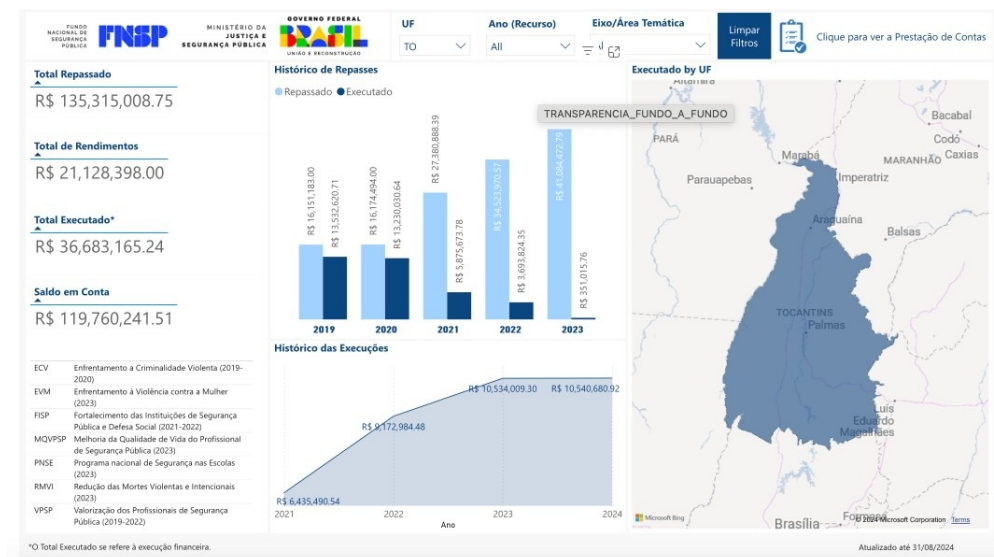 FUNDO
NACIONAL DE
SEGURANÇA
PÚBLICA
FNSP
MINISTÉRIO DA
JUSTIÇA E
SEGURANÇA PÚBLICA
GOVERNO FEDERAL
BRASIL
UNIÃO E RECONSTRUÇÃO
UF
TO
Ano (Recurso)
All
Eixo/Área Temática
Limpar
Filtros
Clique para ver a Prestação de Contas
Total Repassado
R$ 135,315,008.75
Total de Rendimentos
R$ 21,128,398.00
Total Executado*
R$ 36,683,165.24
Saldo em Conta
R$ 119,760,241.51
ECV Enfrentamento a Criminalidade Violenta (2019-
2020)
EVM Enfrentamento à Violência contra a Mulher
(2023)
FISP Fortalecimento das Instituições de Segurança
Pública e Defesa Social (2021-2022)
MQVPSP Melhoria da Qualidade de Vida do Profissional
de Segurança Pública (2023)
PNSE Programa nacional de Segurança nas Escolas
(2023)
RMVI Redução das Mortes Violentas e Intencionais
(2023)
VPSP Valorização dos Profissionais de Segurança
Pública (2019-2022)
Histórico de Repasses
Repassado Executado
TRANSPARENCIA_FUNDO_A_FUNDO
R$ 16,151,183.00
R$ 13,532,620.71
R$ 16,174,494.00
R$ 13,230,030.64
R$ 27,380,888.39
R$ 5,875,673.78
R$ 34,523,970.57
R$ 3,693,824.35
R$ 41,084,472.79
R$ 351,015.76
2019 2020 2021 2022 2023
Histórico das Execuções
R$ 6,435,490.54
R$ 9,172,984.48
R$ 10,534,009.30
R$ 10,540,680.92
2021 2022 2023 2024
Ano
Executado by UF
Altamira
PARÁ
Bacabal
Codó
Marabá
MARANHÃO
Caxias
Parauapebas
Imperatriz
Araguaína
Balsas
TOCANTINS
Palmas
Luís
Eduardo
Magalhães
Brasília
Formosa
Microsoft Bing
© 2024 Microsoft Corporation Terms
*O Total Executado se refere à execução financeira.
Atualizado até 31/08/2024